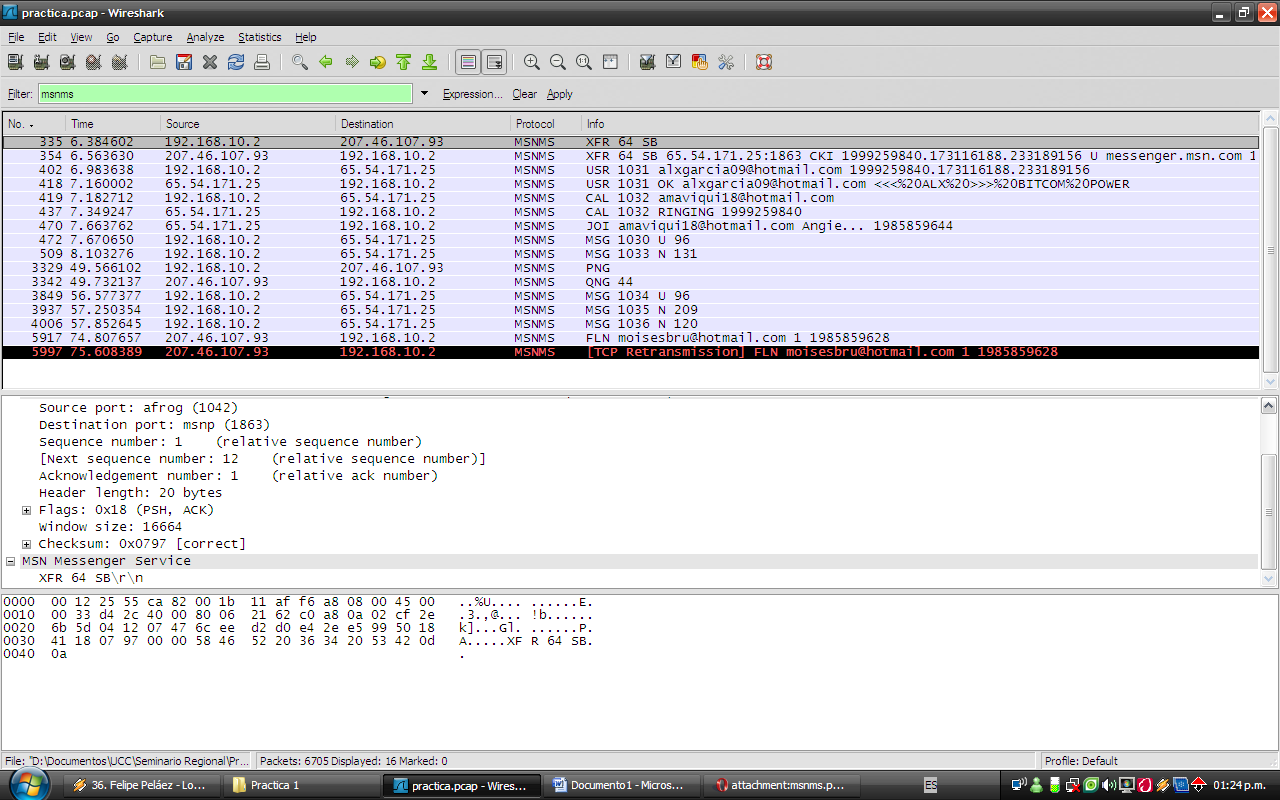 practica.pcap - Wireshark
File Edit View Go Capture Analyze Statistics Help
Filter: msnms Expression... Clear Apply
No. Time Source Destination Protocol Info
335 6.384602 192.168.10.2 207.46.107.93 MSNMS XFR 64 SB
354 6.563630 207.46.107.93 192.168.10.2 MSNMS XFR 64 SB 65.54.171.25:1863 CKI 1999259840.173116188.233189156 U messenger.msn.com 1
402 6.983638 192.168.10.2 65.54.171.25 MSNMS USR 1031 alxgarcia09@hotmail.com 1999259840.173116188.233189156
418 7.160002 65.54.171.25 192.168.10.2 MSNMS USR 1031 OK alxgarcia09@hotmail.com <<<%20ALX%20>>>%20BITCOM%20POWER
419 7.182712 192.168.10.2 65.54.171.25 MSNMS CAL 1032 amaviqui18@hotmail.com
437 7.349247 65.54.171.25 192.168.10.2 MSNMS CAL 1032 RINGING 1999259840
470 7.663762 65.54.171.25 192.168.10.2 MSNMS JOI amaviqui18@hotmail.com Angie... 1985859644
472 7.670650 192.168.10.2 65.54.171.25 MSNMS MSG 1030 U 96
509 8.103276 192.168.10.2 65.54.171.25 MSNMS MSG 1033 N 131
3329 49.566102 192.168.10.2 207.46.107.93 MSNMS PNG
3342 49.732137 207.46.107.93 192.168.10.2 MSNMS QNG 44
3849 56.577377 192.168.10.2 65.54.171.25 MSNMS MSG 1034 U 96
3937 57.250354 192.168.10.2 65.54.171.25 MSNMS MSG 1035 N 209
4006 57.852645 192.168.10.2 65.54.171.25 MSNMS MSG 1036 N 120
5917 74.807657 207.46.107.93 192.168.10.2 MSNMS FLN moisesbru@hotmail.com 1 1985859628
5997 75.608389 207.46.107.93 192.168.10.2 MSNMS [TCP Retransmission] FLN moisesbru@hotmail.com 1 1985859628
Source port: afrog (1042)
Destination port: msnp (1863)
Sequence number: 1 (relative sequence number)
[Next sequence number: 12 (relative sequence number)]
Acknowledgement number: 1 (relative ack number)
Header length: 20 bytes
Flags: 0x18 (PSH, ACK)
Window size: 16664
Checksum: 0x0797 [correct]
MSN Messenger Service
XFR 64 SB\r\n
0000 00 12 25 55 ca 82 00 1b 11 af f6 a8 08 00 45 00 ..%U.... ......E.
0010 00 33 d4 2c 40 00 80 06 21 62 c0 a8 0a 02 cf 2e .3.,@... !b......
0020 6b 5d 04 12 07 47 6c ee d2 d0 e4 2e e5 99 50 18 k]...Gl. ......P.
0030 41 18 07 97 00 00 58 46 52 20 36 34 20 53 42 0d A.....XF R 64 SB.
0040 0a .
File: "D:\Documentos\UCC\Seminario Regional\Pr... Packets: 6705 Displayed: 16 Marked: 0 Profile: Default
36. Felipe Peláez - Lo... Practica 1 practica.pcap - Wires... Documento1 - Micros... attachment:msnms.p... ES 01:24 p.m.